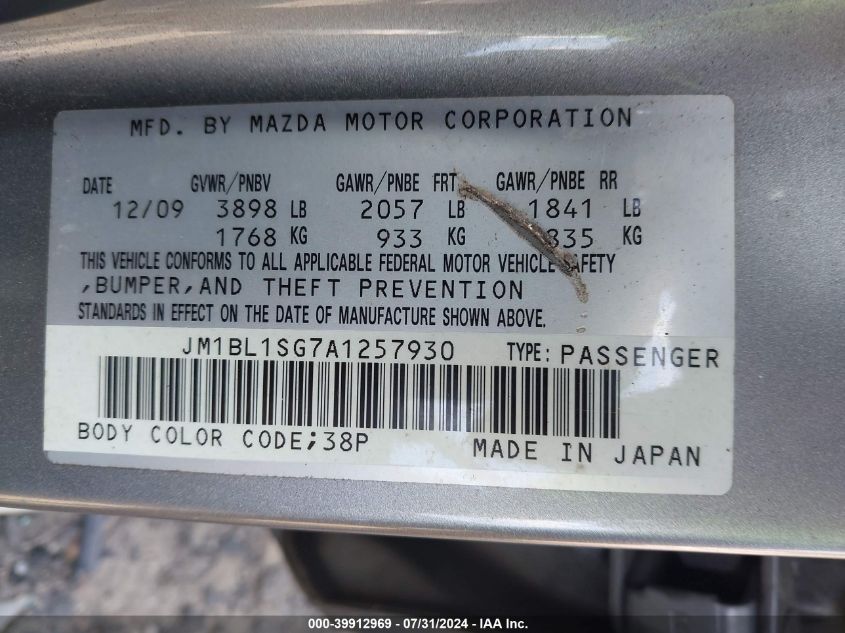 MFD. BY MAZDA MOTOR CORPORATION
DATE GVWR/PNBV GAWR/PNBE FRT GAWR/PNBE RR
12/09 3898 LB 2057 LB 1841 LB
1768 KG 933 KG 835 KG
THIS VEHICLE CONFORMS TO ALL APPLICABLE FEDERAL MOTOR VEHICLE SAFETY
,BUMPER,AND THEFT PREVENTION
STANDARDS IN EFFECT ON THE DATE OF MANUFACTURE SHOWN ABOVE.
JM1BL1SG7A1257930 TYPE: PASSENGER
BODY COLOR CODE;38P MADE IN JAPAN
000-39912969 - 07/31/2024 - IAA Inc.